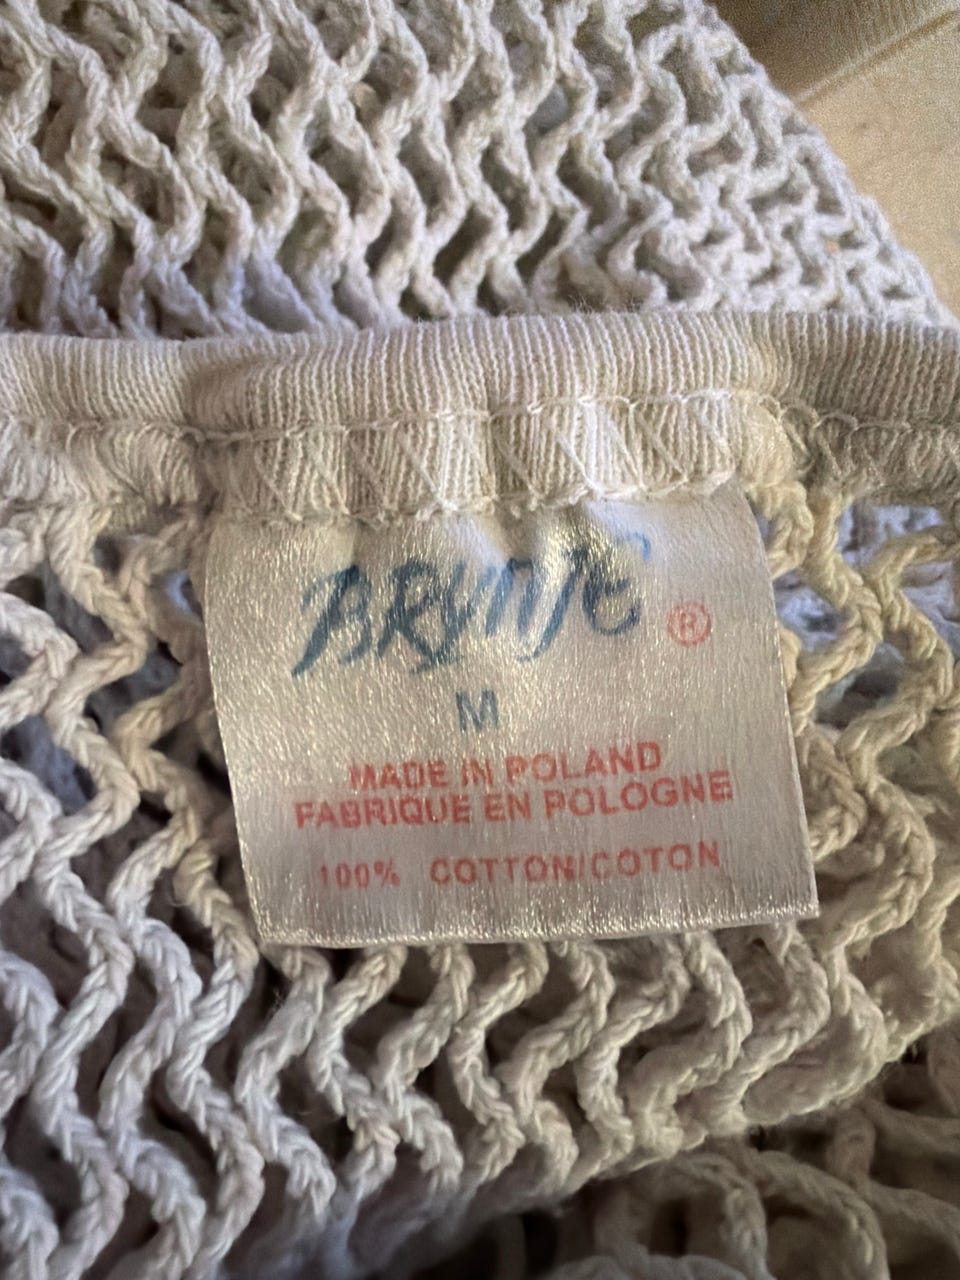 BRYNJE ®
M
MADE IN POLAND
FABRIQUE EN POLOGNE
100% COTTON/COTON